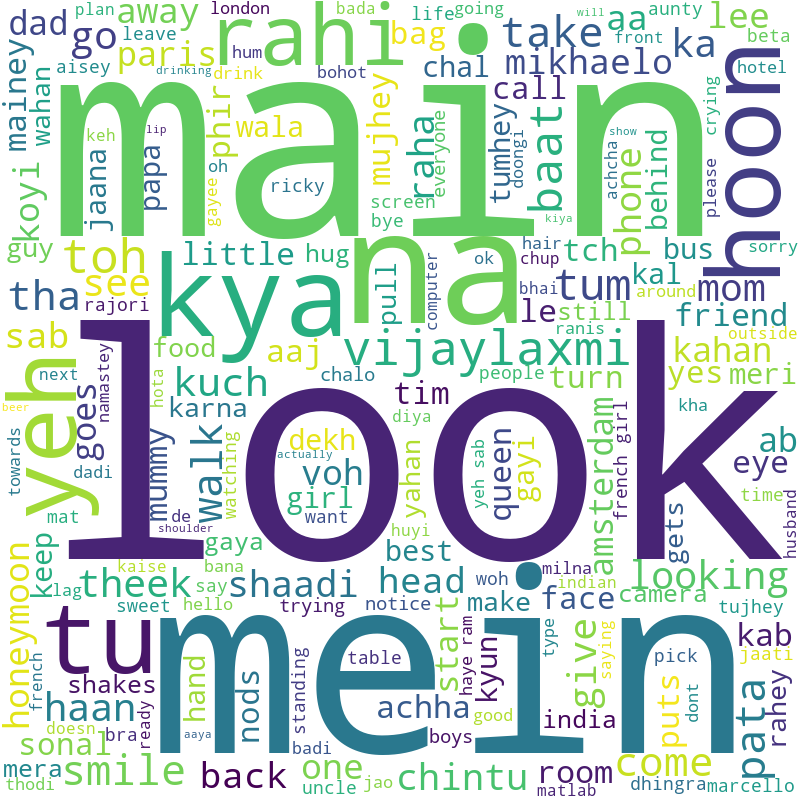 plan away london bada life going aa will aunty
dad go leave rahi bag take front ka lee beta
mainey aisey paris hum drink drinking bohot chal mikhaelo hotel
wahan main call crying
keh lip phir wala mujhey raha everyone tumhey doongi baat achcha show phone behind please hoon
koyi jaana papa gayee oh ricky screen bye kiya
guy toh little hug na hair chup tch bus sorry
tha see rajori kya pull computer ok bhai tum kal around mom
sab food aaj le still ranis friend outside
yeh next goes namastey hota kuch chalo vijaylaxmi people turn kahan yes meri
beer karna tim diya look kha ab
towards dadi mummy walk watching dekh actually voh girl want yahan queen gayi yeh sab amsterdam french girl eye time husband
mat de shoulder gaya huyi best gets
honeymoon keep lag kaise theek bana say shaadi head woh milna indian looking
tu sweet hello trying notice make face camera tujhey
french shakes haan hand nods standing haye ram table mein start achha kyun good type india give saying pick dont kab jaati
doesn bra ready aaya badi boys puts pata rahey
sonal
mera smile back one chintu room come
thodi uncle jao matlab dhingra marcello